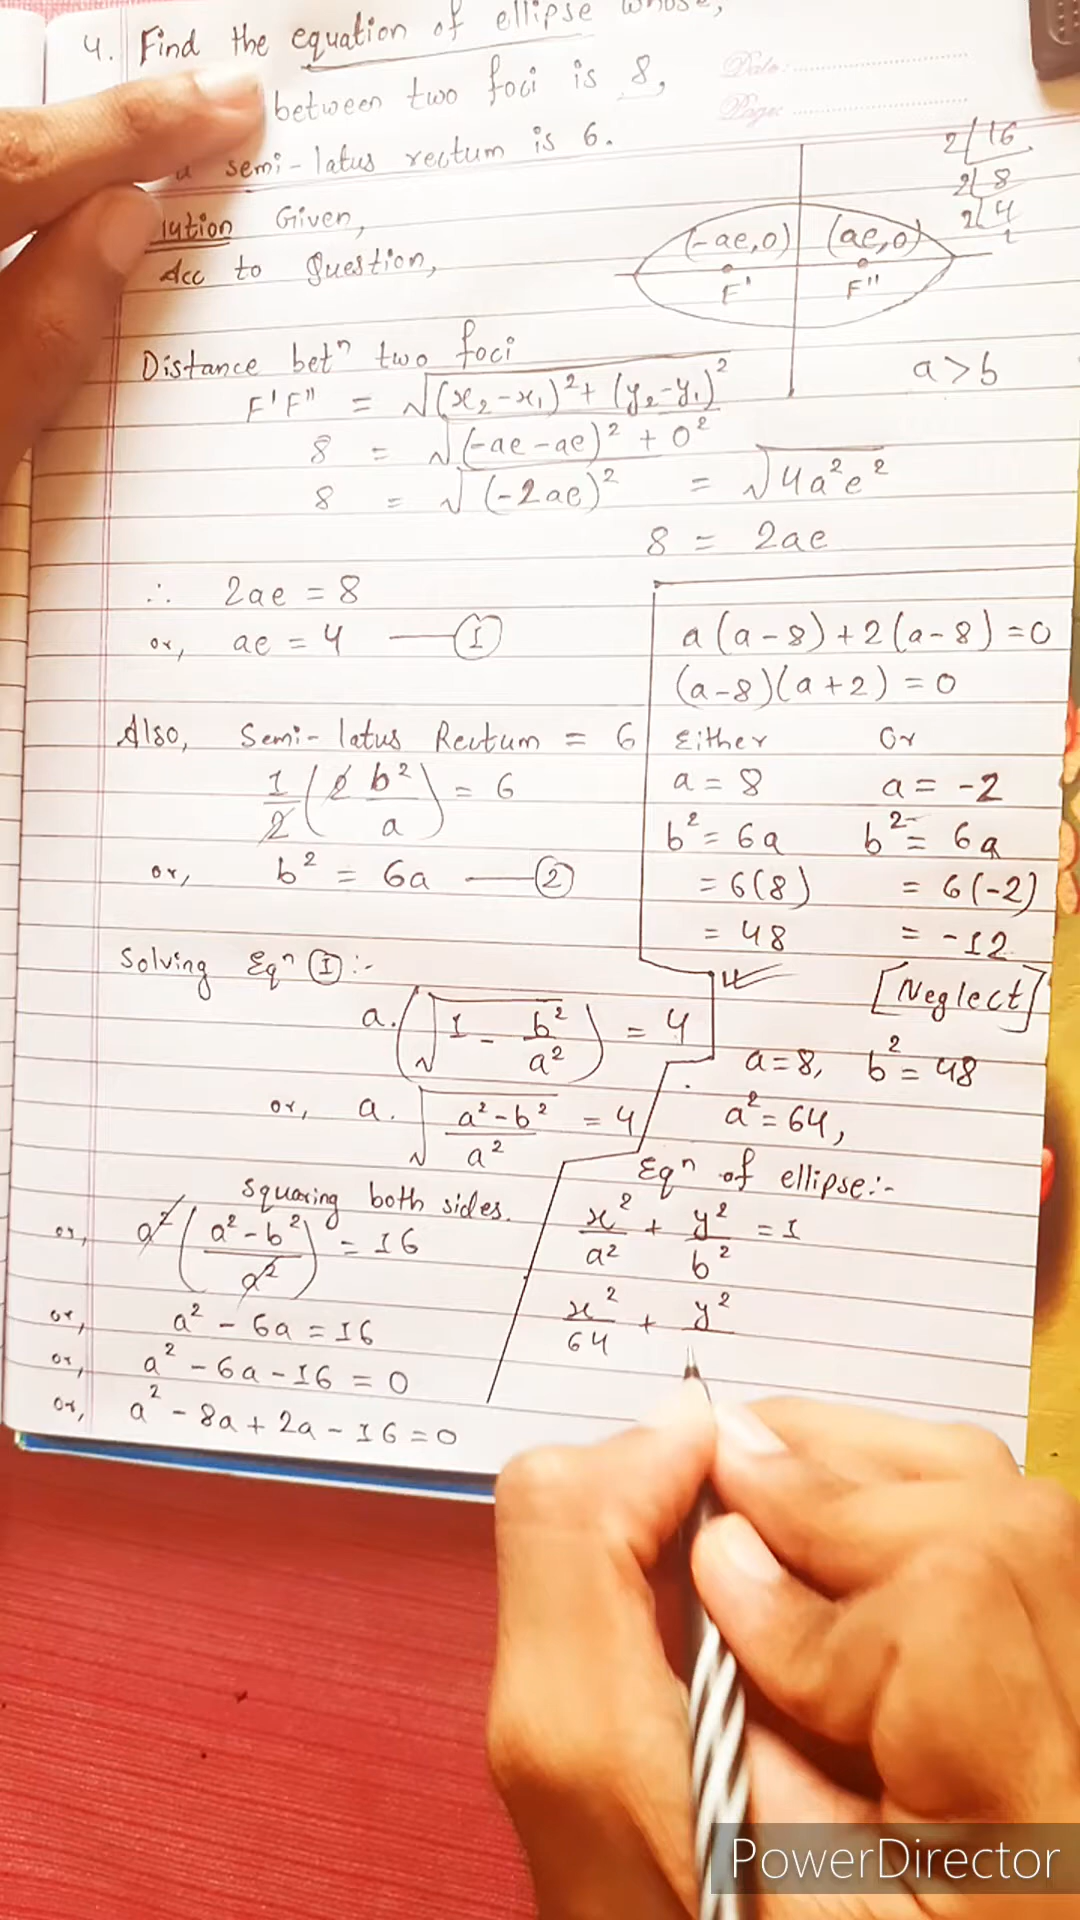 4. Find the equation of ellipse whose,
between two foci is 8,
semi-latus rectum is 6.
Date:
Page:
2 16
2 8
2 4
2
lution Given,
Acc to Question,
(-ae,0) (ae,0)
F' F"
a>b
Distance betⁿ two foci
F'F" = √(x₂-x₁)²+(y₂-y₁)²
8 = √(-ae-ae)² + 0²
8 = √(-2ae)² = √4a²e²
8 = 2ae
∴ 2ae = 8
or, ae = 4 —— ①
Also, Semi-latus Rectum = 6
1/2 (2b²/a) = 6
or, b² = 6a —— ②
Solving Eqⁿ ① :-
a.(√1 - b²/a²) = 4
or, a. √a²-b²/a² = 4
Squaring both sides.
or, a² (a²-b²/a²) = 16
or, a² - 6a = 16
or, a² - 6a - 16 = 0
or, a² - 8a + 2a - 16 = 0
a(a-8)+2(a-8)=0
(a-8)(a+2)=0
Either Or
a = 8 a = -2
b² = 6a b² = 6a
= 6(8) = 6(-2)
= 48 = -12
[Neglect]
a=8, b²=48
a²=64,
Eqⁿ of ellipse:-
x²/a² + y²/b² = 1
x²/64 + y²
PowerDirector